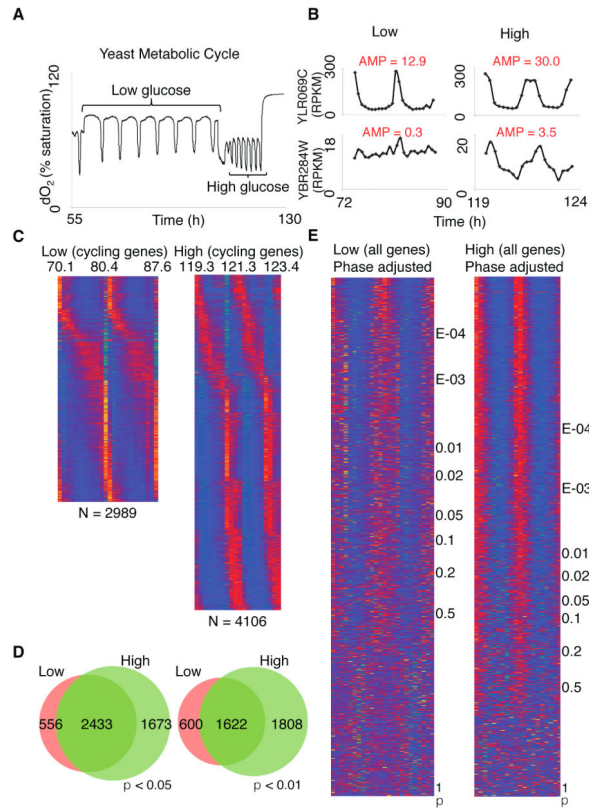 A
Yeast Metabolic Cycle
120
Low glucose
dO2 (% saturation)
0
High glucose
55
Time (h)
130
B
Low
High
AMP = 12.9
AMP = 30.0
YLR069C
(RPKM)
300
0
300
0
AMP = 0.3
AMP = 3.5
YBR284W
(RPKM)
18
0
20
0
72
90
119
124
Time (h)
C
Low (cycling genes)
70.1 80.4 87.6
N = 2989
High (cycling genes)
119.3 121.3 123.4
N = 4106
D
Low
High
556
2433
1673
p < 0.05
Low
High
600
1622
1808
p < 0.01
E
Low (all genes)
Phase adjusted
E-04
E-03
0.01
0.02
0.05
0.1
0.2
0.5
1
p
High (all genes)
Phase adjusted
E-04
E-03
0.01
0.02
0.05
0.1
0.2
0.5
1
p